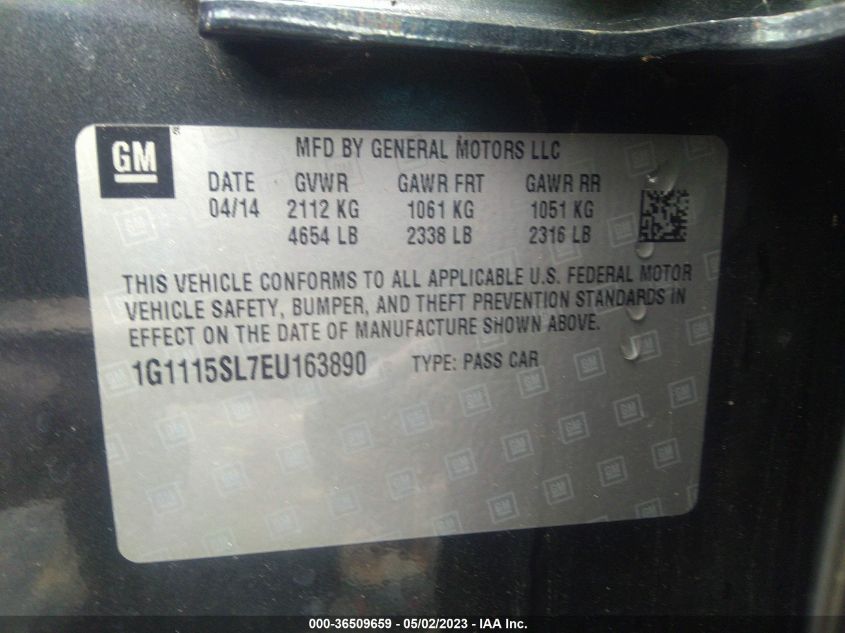 GM
MFD BY GENERAL MOTORS LLC
DATE GVWR GAWR FRT GAWR RR
04/14 2112 KG 1061 KG 1051 KG
4654 LB 2338 LB 2316 LB
THIS VEHICLE CONFORMS TO ALL APPLICABLE U.S. FEDERAL MOTOR
VEHICLE SAFETY, BUMPER, AND THEFT PREVENTION STANDARDS IN
EFFECT ON THE DATE OF MANUFACTURE SHOWN ABOVE.
1G1115SL7EU163890 TYPE: PASS CAR
000-36509659 - 05/02/2023 - IAA Inc.